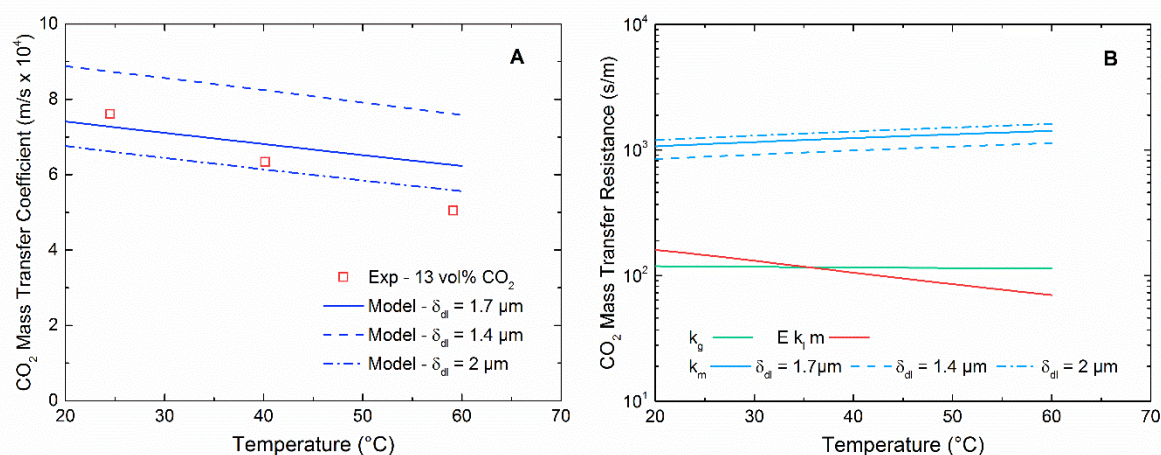 A
CO₂ Mass Transfer Coefficient (m/s x 10⁴)
10
8
6
4
2
0
Exp - 13 vol% CO₂
Model - δdl = 1.7 µm
Model - δdl = 1.4 µm
Model - δdl = 2 µm
20 30 40 50 60 70
Temperature (°C)
B
CO₂ Mass Transfer Resistance (s/m)
10⁴
10³
10²
10¹
kg E kl m
km δdl = 1.7µm δdl = 1.4 µm δdl = 2 µm
20 30 40 50 60 70
Temperature (°C)